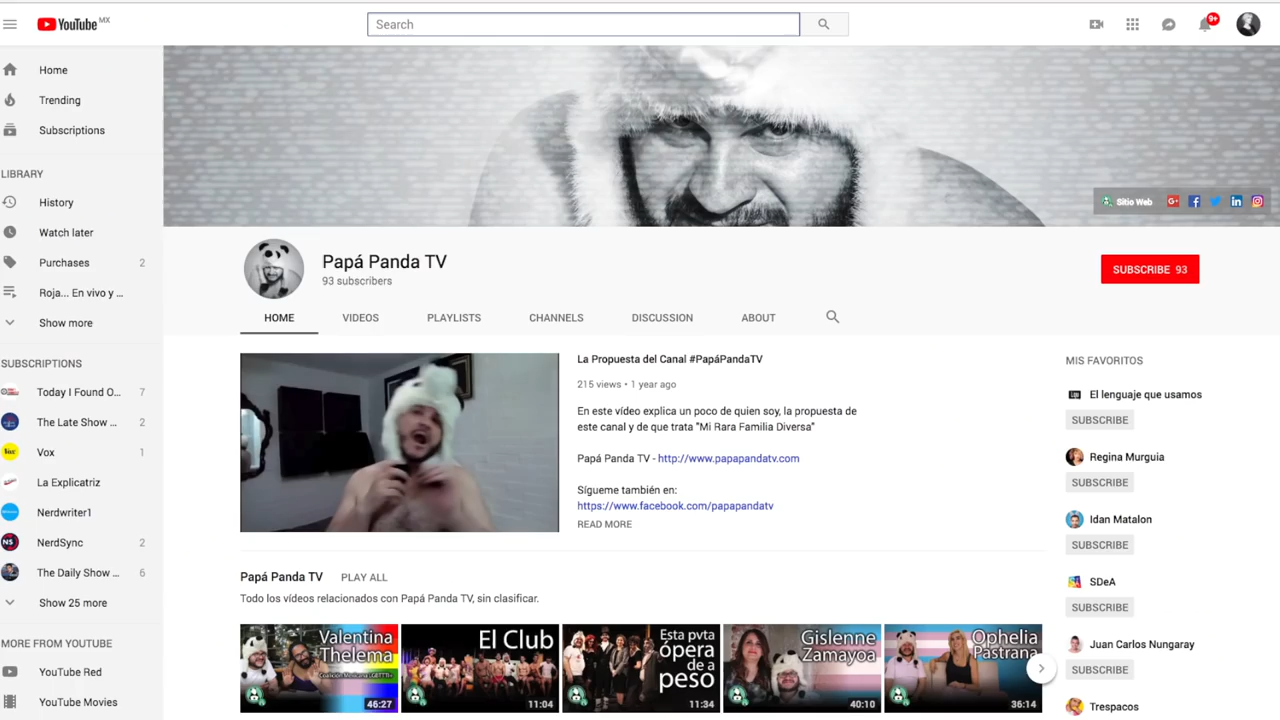 YouTube MX
Search
9+
Home
Trending
Subscriptions
LIBRARY
History
Watch later
Purchases 2
Roja... En vivo y ...
Show more
SUBSCRIPTIONS
Today I Found O... 7
The Late Show ... 2
Vox 1
La Explicatriz
Nerdwriter1
NerdSync 2
The Daily Show ... 6
Show 25 more
MORE FROM YOUTUBE
YouTube Red
YouTube Movies
Sitio Web
Papá Panda TV
93 subscribers
SUBSCRIBE 93
HOME VIDEOS PLAYLISTS CHANNELS DISCUSSION ABOUT
La Propuesta del Canal #PapáPandaTV
215 views • 1 year ago
En este vídeo explica un poco de quien soy, la propuesta de
este canal y de que trata "Mi Rara Familia Diversa"
Papá Panda TV - http://www.papapandatv.com
Sígueme también en:
https://www.facebook.com/papapandatv
READ MORE
Papá Panda TV PLAY ALL
Todo los vídeos relacionados con Papá Panda TV, sin clasificar.
Valentina
Thelema
Coalición Mexicana LGBTTTI+
46:27
El Club
11:04
Esta pvta
ópera
de a
peso
11:34
Gislenne
Zamayoa
40:10
Ophelia
Pastrana
36:14
MIS FAVORITOS
El lenguaje que usamos
SUBSCRIBE
Regina Murguia
SUBSCRIBE
Idan Matalon
SUBSCRIBE
SDeA
SUBSCRIBE
Juan Carlos Nungaray
SUBSCRIBE
Trespacos